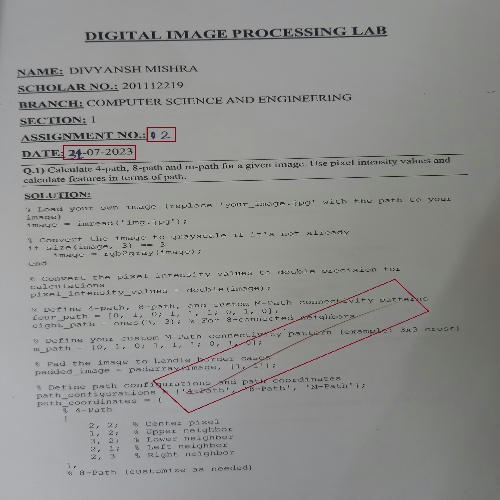 DIGITAL IMAGE PROCESSING LAB
NAME: DIVYANSH MISHRA
SCHOLAR NO.: 201112219
BRANCH: COMPUTER SCIENCE AND ENGINEERING
SECTION: 1
ASSIGNMENT NO.: 2
DATE: -07-2023
Q.1) Calculate 4-path, 8-path and m-path for a given image. Use pixel intensity values and
calculate features in terms of path.
SOLUTION:
% Load your own image (replace 'your_image.jpg' with the path to your
image)
image = imread('img.jpg');
% Convert the image to grayscale if it's not already
if size(image, 3) == 3
image = rgb2gray(image);
end
% Convert the pixel intensity values to double precision for
calculations
pixel_intensity_values = double(image);
% Define 4-path, 8-path, and custom M-Path connectivity patterns
four_path = [0, 1, 0; 1, 1, 1; 0, 1, 0];
eight_path = ones(3, 3); % For 8-connected neighbors
% Define your custom M-Path connectivity pattern (example: 3x3 cross)
m_path = [0, 1, 0; 1, 1, 1; 0, 1, 0];
% Pad the image to handle border cases
padded_image = padarray(image, [1, 1]);
% Define path configurations and path coordinates
path_configurations = {'4-Path', '8-Path', 'M-Path'};
path_coordinates = {
% 4-Path
[
2, 2; % Center pixel
1, 2; % Upper neighbor
3, 2; % Lower neighbor
2, 1; % Left neighbor
2, 3 % Right neighbor
],
% 8-Path (customize as needed)